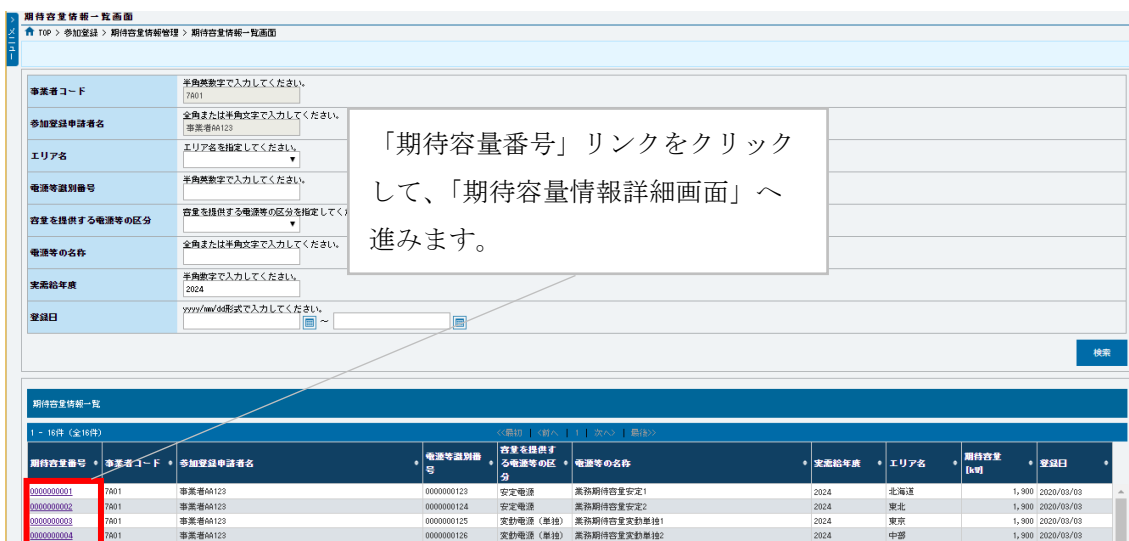 期待容量情報一覧画面
> メニュー
TOP > 参加登録 > 期待容量情報管理 > 期待容量情報一覧画面
事業者コード 半角英数字で入力してください。
7A01
参加登録申請者名 全角または半角文字で入力してください。
事業者AA123
エリア名 エリア名を指定してください。
電源等識別番号 半角英数字で入力してください。
容量を提供する電源等の区分 容量を提供する電源等の区分を指定してくだ
電源等の名称 全角または半角文字で入力してください。
実需給年度 半角数字で入力してください。
2024
登録日 yyyy/mm/dd形式で入力してください。
~
「期待容量番号」リンクをクリック
して、「期待容量情報詳細画面」へ
進みます。
検索
期待容量情報一覧
1 - 16件 (全16件) <<最初 | <前へ | 1 | 次へ> | 最後>>
期待容量番号 事業者コード 参加登録申請者名 電源等識別番号 容量を提供する電源等の区分 電源等の名称 実需給年度 エリア名 期待容量[kW] 登録日
0000000001 7A01 事業者AA123 0000000123 安定電源 業務期待容量安定1 2024 北海道 1,900 2020/03/03
0000000002 7A01 事業者AA123 0000000124 安定電源 業務期待容量安定2 2024 東北 1,900 2020/03/03
0000000003 7A01 事業者AA123 0000000125 変動電源（単独） 業務期待容量変動単独1 2024 東京 1,900 2020/03/03
0000000004 7A01 事業者AA123 0000000126 変動電源（単独） 業務期待容量変動単独2 2024 中部 1,900 2020/03/03